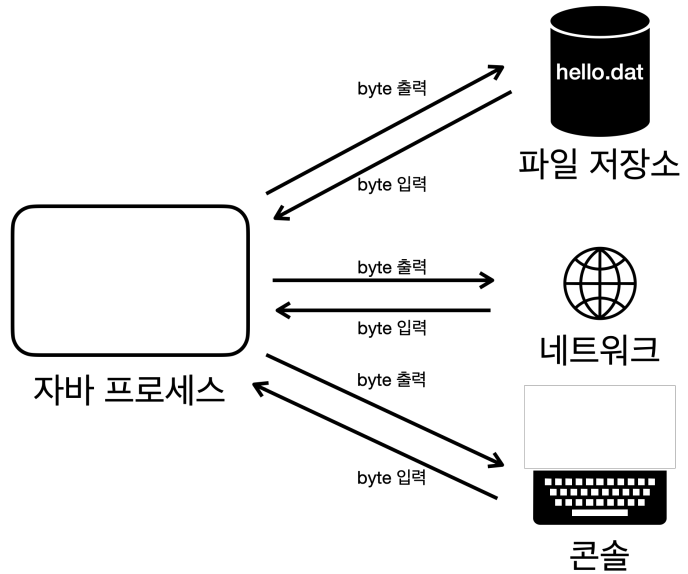 hello.dat
byte 출력
파일 저장소
byte 입력
byte 출력
byte 입력
네트워크
자바 프로세스
byte 출력
byte 입력
콘솔